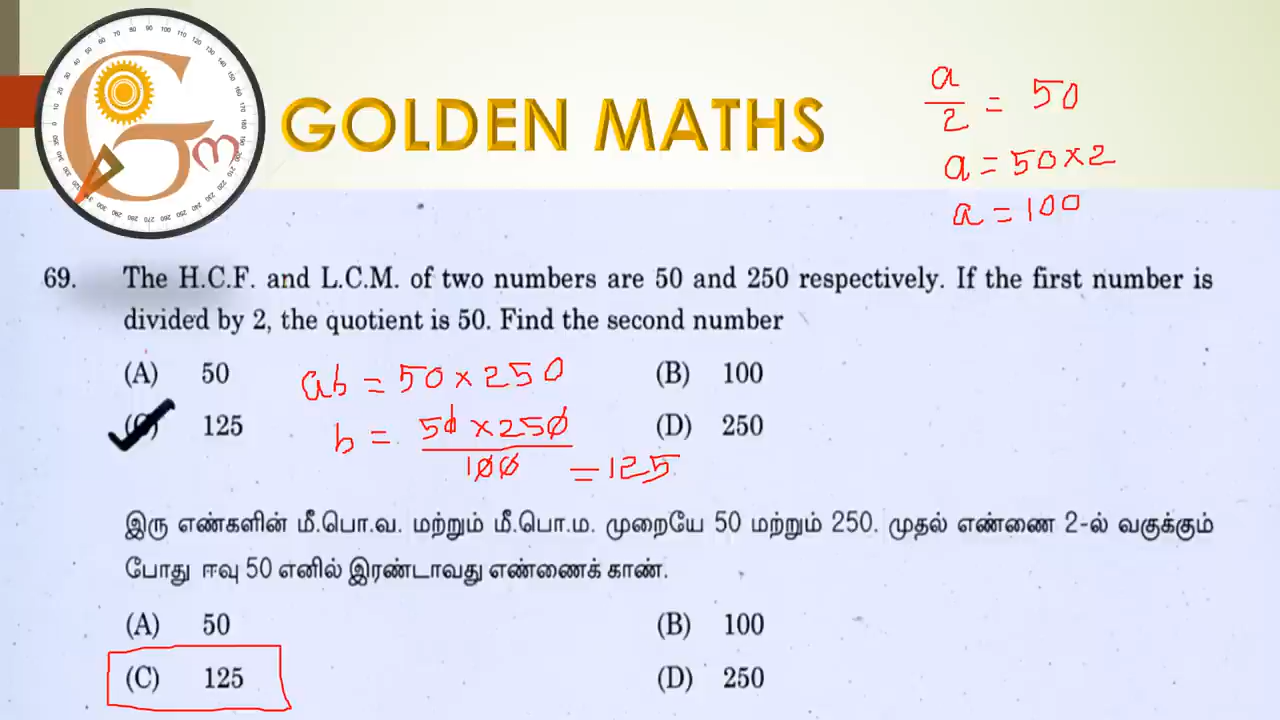 GOLDEN MATHS
a/2 = 50
a = 50 × 2
a = 100
69. The H.C.F. and L.C.M. of two numbers are 50 and 250 respectively. If the first number is
divided by 2, the quotient is 50. Find the second number
(A) 50 (B) 100
ab = 50 × 250
(C) 125 (D) 250
b = 50 × 250 / 100 = 125
இரு எண்களின் மீ.பொ.வ. மற்றும் மீ.பொ.ம. முறையே 50 மற்றும் 250. முதல் எண்ணை 2-ல் வகுக்கும்
போது ஈவு 50 எனில் இரண்டாவது எண்ணைக் காண்.
(A) 50 (B) 100
(C) 125 (D) 250